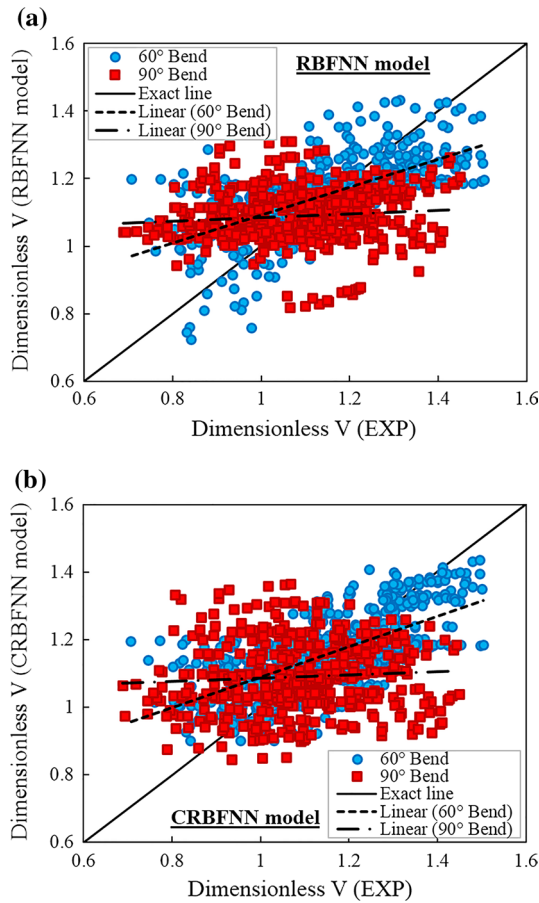 (a)
Dimensionless V (RBFNN model)
1.6
1.4
1.2
1
0.8
0.6
60° Bend
90° Bend
Exact line
Linear (60° Bend)
Linear (90° Bend)
RBFNN model
0.6
0.8
1
1.2
1.4
1.6
Dimensionless V (EXP)
(b)
Dimensionless V (CRBFNN model)
1.6
1.4
1.2
1
0.8
0.6
CRBFNN model
60° Bend
90° Bend
Exact line
Linear (60° Bend)
Linear (90° Bend)
0.6
0.8
1
1.2
1.4
1.6
Dimensionless V (EXP)